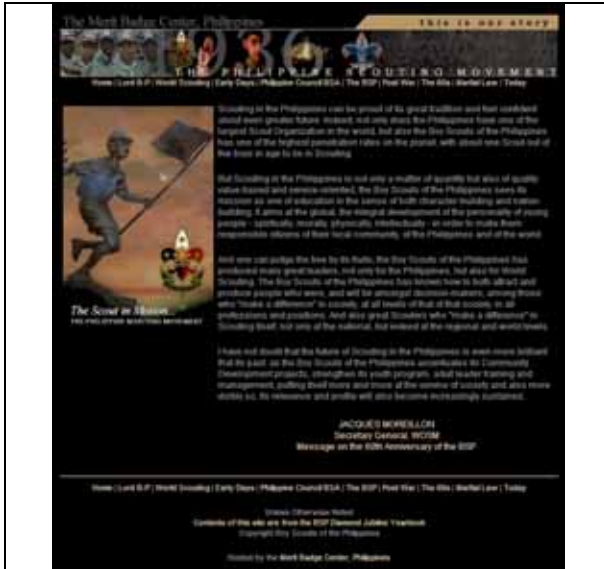 The Merit Badge Center, Philippines
this is our story
1936
THE PHILIPPINE SCOUTING MOVEMENT
Home | Lord B-P | World Scouting | Early Days | Philippine Council BSA | The BSP | Post War | The 60s | Martial Law | Today
Scouting in the Philippines can be proud of its great tradition and feel confident
about even greater future. Indeed, not only does the Philippines have one of the
largest Scout Organization in the world, but also the Boy Scouts of the Philippines
has one of the highest penetration rates on the planet, with about one Scout out of
the boys in age to be in Scouting.
But Scouting in the Philippines is not only a matter of quantity but also of quality
value-based and service-oriented, the Boy Scouts of the Philippines sees its
mission as one of education in the sense of both character-building and nation-
building. It aims at the global, the integral development of the personality of young
people - spiritually, morally, physically, intellectually - in order to make them
responsible citizens of their local community, of the Philippines and of the world.
And one can judge the tree by its fruits, the Boy Scouts of the Philippines has
produced many great leaders, not only for the Philippines, but also for World
Scouting. The Boy Scouts of the Philippines has known how to both attract and
produce people who were, and will be amongst decision-makers, among those
who "make a difference" in society, at all levels of that of that society, in all
professions and positions. And also great Scouters who "make a difference" in
Scouting itself, not only at the national, but indeed at the regional and world levels.
I have not doubt that the future of Scouting in the Philippines is even more brilliant
that its past, as the Boy Scouts of the Philippines accentuates its Community
Development projects, strengthen its youth program, adult leader training and
management, putting itself more and more at the service of society and also more
visibly so, its relevance and profile will also become increasingly sustained.
The Scout in Motion...
THE PHILIPPINE SCOUTING MOVEMENT
JACQUES MOREILLON
Secretary General, WOSM
Message on the 60th Anniversary of the BSP
Home | Lord B-P | World Scouting | Early Days | Philippine Council BSA | The BSP | Post War | The 60s | Martial Law | Today
Unless Otherwise Noted
Contents of this site are from the BSP Diamond Jubilee Yearbook
Copyright Boy Scouts of the Philippines
Hosted by the Merit Badge Center, Philippines